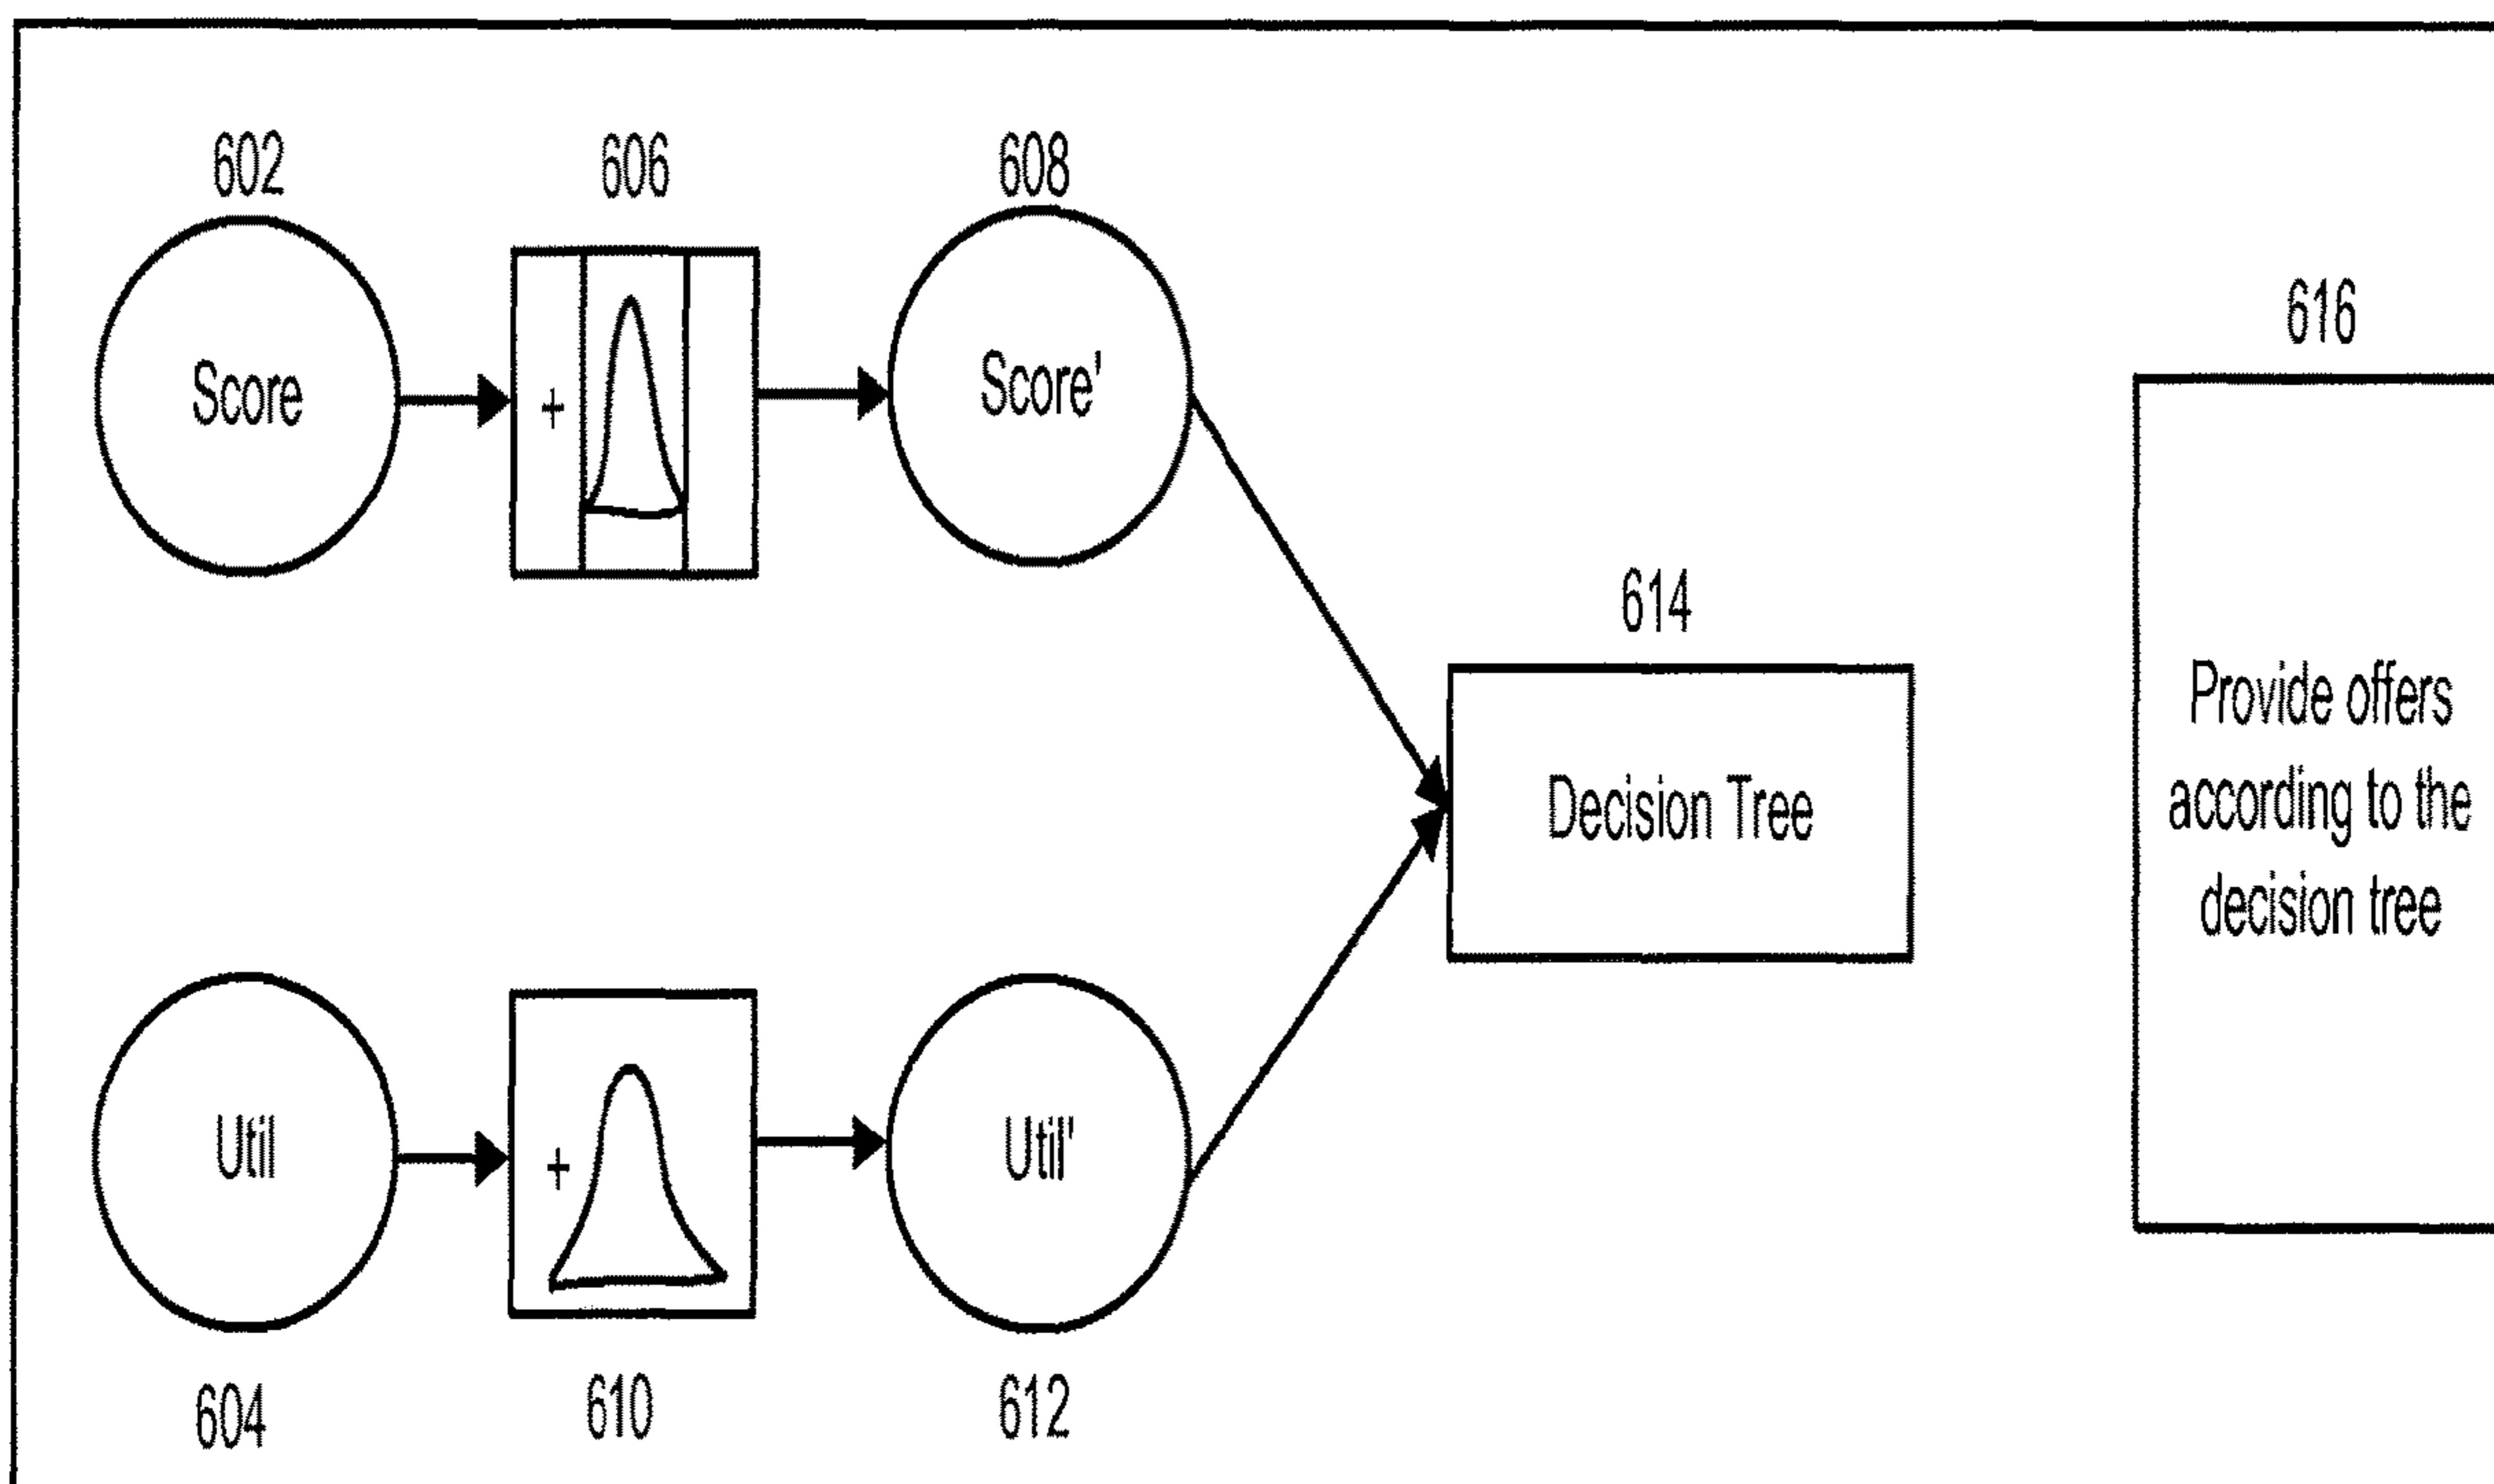 602
606
608
Score
+
Score'
616
614
Provide offers
according to the
decision tree
Decision Tree
Util
+
Util'
604
610
612